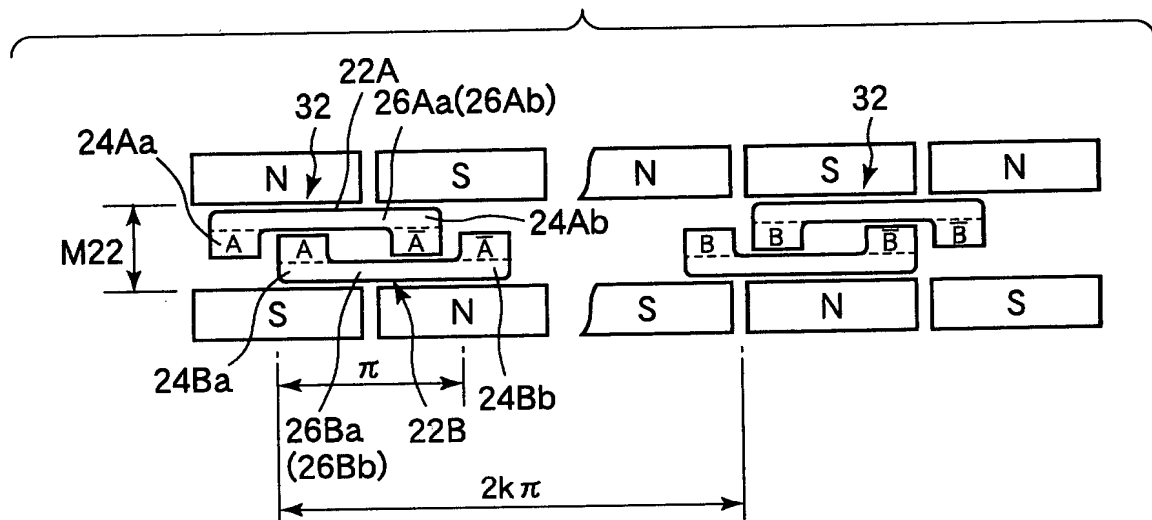 22A
32
26Aa(26Ab)
32
24Aa
N
S
N
S
N
24Ab
A
A̅
B
B̅
M22
A
A̅
B
B̅
S
N
S
N
S
24Ba
π
24Bb
26Ba
(26Bb)
22B
2kπ